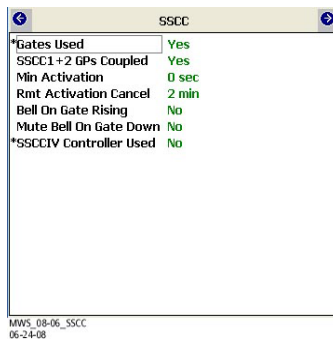 SSCC
*Gates Used Yes
SSCC1+2 GPs Coupled Yes
Min Activation 0 sec
Rmt Activation Cancel 2 min
Bell On Gate Rising No
Mute Bell On Gate Down No
*SSCCIV Controller Used No
MWS_08-06_SSCC
06-24-08